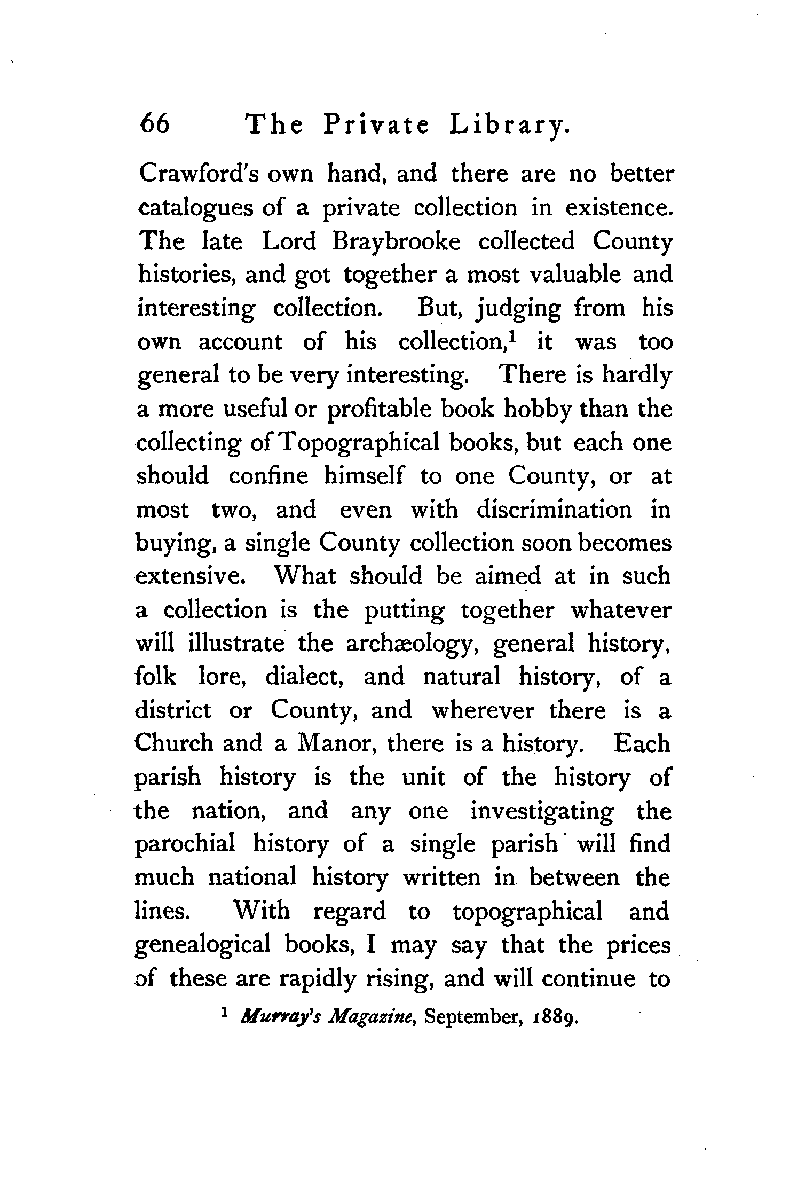 66 The Private Library.
Crawford's own hand, and there are no better
catalogues of a private collection in existence.
The late Lord Braybrooke collected County
histories, and got together a most valuable and
interesting collection. But, judging from his
own account of his collection,¹ it was too
general to be very interesting. There is hardly
a more useful or profitable book hobby than the
collecting of Topographical books, but each one
should confine himself to one County, or at
most two, and even with discrimination in
buying, a single County collection soon becomes
extensive. What should be aimed at in such
a collection is the putting together whatever
will illustrate the archæology, general history,
folk lore, dialect, and natural history, of a
district or County, and wherever there is a
Church and a Manor, there is a history. Each
parish history is the unit of the history of
the nation, and any one investigating the
parochial history of a single parish will find
much national history written in between the
lines. With regard to topographical and
genealogical books, I may say that the prices
of these are rapidly rising, and will continue to
¹ Murray's Magazine, September, 1889.